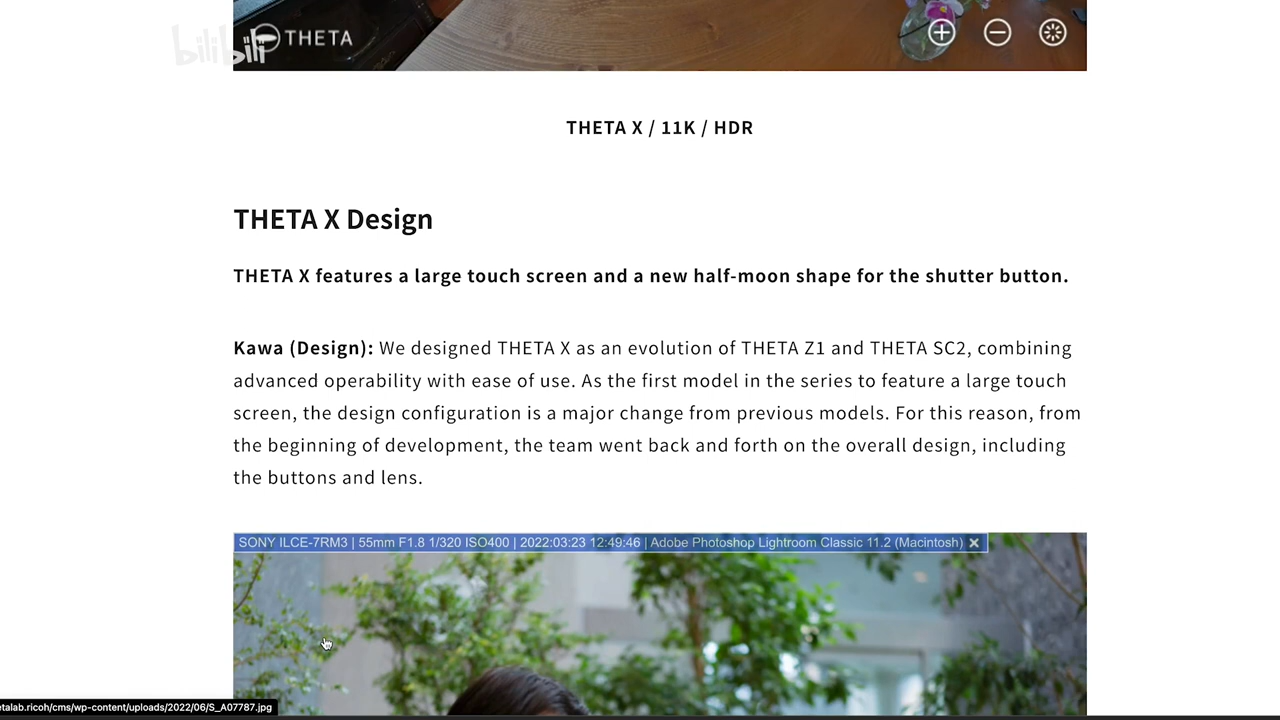 bilibili
THETA
THETA X / 11K / HDR
THETA X Design
THETA X features a large touch screen and a new half-moon shape for the shutter button.
Kawa (Design): We designed THETA X as an evolution of THETA Z1 and THETA SC2, combining
advanced operability with ease of use. As the first model in the series to feature a large touch
screen, the design configuration is a major change from previous models. For this reason, from
the beginning of development, the team went back and forth on the overall design, including
the buttons and lens.
SONY ILCE-7RM3 | 55mm F1.8 1/320 ISO400 | 2022:03:23 12:49:46 | Adobe Photoshop Lightroom Classic 11.2 (Macintosh) ×
etalab.ricoh/cms/wp-content/uploads/2022/06/S_A07787.jpg